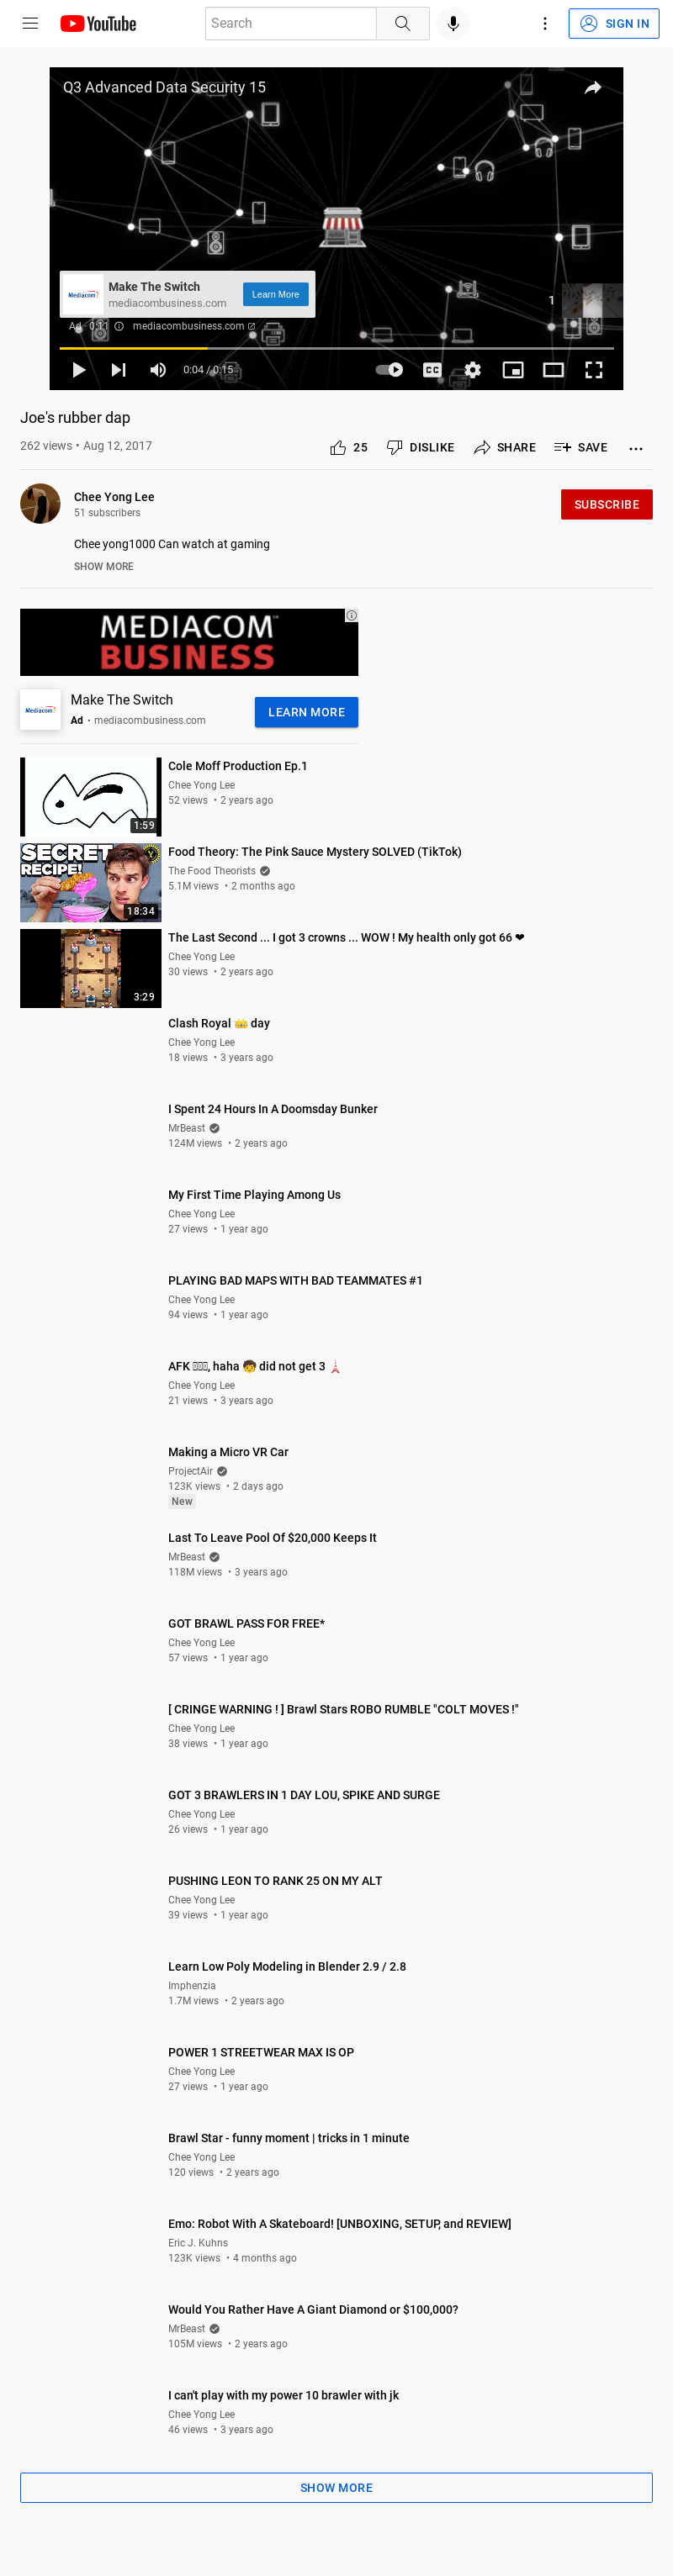 YouTube
Search
SIGN IN
Q3 Advanced Data Security 15
Mediacom
Make The Switch
mediacombusiness.com
Learn More
1
Ad · 0:11 mediacombusiness.com
0:04 / 0:15
CC
Joe's rubber dap
262 views • Aug 12, 2017
25 DISLIKE SHARE SAVE
Chee Yong Lee
51 subscribers
SUBSCRIBE
Chee yong1000 Can watch at gaming
SHOW MORE
MEDIACOM
BUSINESS
Mediacom
Make The Switch
Ad • mediacombusiness.com
LEARN MORE
1:59
Cole Moff Production Ep.1
Chee Yong Lee
52 views • 2 years ago
SECRET
RECIPE!
18:34
Food Theory: The Pink Sauce Mystery SOLVED (TikTok)
The Food Theorists
5.1M views • 2 months ago
3:29
The Last Second ... I got 3 crowns ... WOW ! My health only got 66 ❤
Chee Yong Lee
30 views • 2 years ago
Clash Royal 👑 day
Chee Yong Lee
18 views • 3 years ago
I Spent 24 Hours In A Doomsday Bunker
MrBeast
124M views • 2 years ago
My First Time Playing Among Us
Chee Yong Lee
27 views • 1 year ago
PLAYING BAD MAPS WITH BAD TEAMMATES #1
Chee Yong Lee
94 views • 1 year ago
AFK , haha 🧒 did not get 3 🗼
Chee Yong Lee
21 views • 3 years ago
Making a Micro VR Car
ProjectAir
123K views • 2 days ago
New
Last To Leave Pool Of $20,000 Keeps It
MrBeast
118M views • 3 years ago
GOT BRAWL PASS FOR FREE*
Chee Yong Lee
57 views • 1 year ago
[ CRINGE WARNING ! ] Brawl Stars ROBO RUMBLE "COLT MOVES !"
Chee Yong Lee
38 views • 1 year ago
GOT 3 BRAWLERS IN 1 DAY LOU, SPIKE AND SURGE
Chee Yong Lee
26 views • 1 year ago
PUSHING LEON TO RANK 25 ON MY ALT
Chee Yong Lee
39 views • 1 year ago
Learn Low Poly Modeling in Blender 2.9 / 2.8
Imphenzia
1.7M views • 2 years ago
POWER 1 STREETWEAR MAX IS OP
Chee Yong Lee
27 views • 1 year ago
Brawl Star - funny moment | tricks in 1 minute
Chee Yong Lee
120 views • 2 years ago
Emo: Robot With A Skateboard! [UNBOXING, SETUP, and REVIEW]
Eric J. Kuhns
123K views • 4 months ago
Would You Rather Have A Giant Diamond or $100,000?
MrBeast
105M views • 2 years ago
I can't play with my power 10 brawler with jk
Chee Yong Lee
46 views • 3 years ago
SHOW MORE